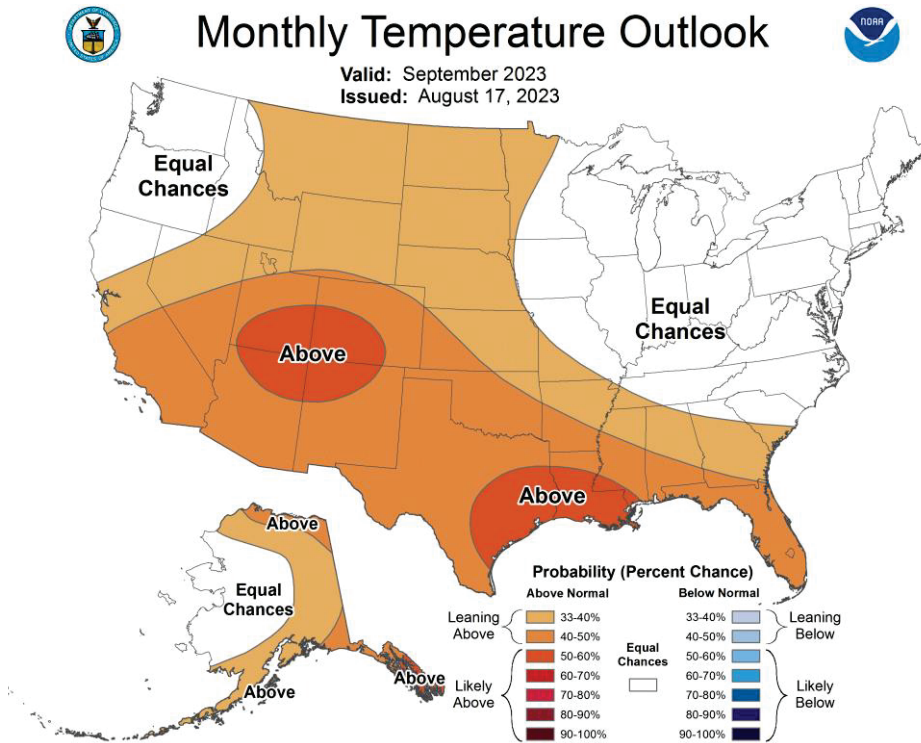 Monthly Temperature Outlook
NOAA
Valid: September 2023
Issued: August 17, 2023
Equal
Chances
Equal
Chances
Above
Above
Above
Equal
Chances
Above
Above
Probability (Percent Chance)
Above Normal
Below Normal
Leaning
Above
33-40%
40-50%
Likely
Above
50-60%
60-70%
70-80%
80-90%
90-100%
Equal
Chances
33-40%
40-50%
Leaning
Below
50-60%
60-70%
70-80%
80-90%
90-100%
Likely
Below